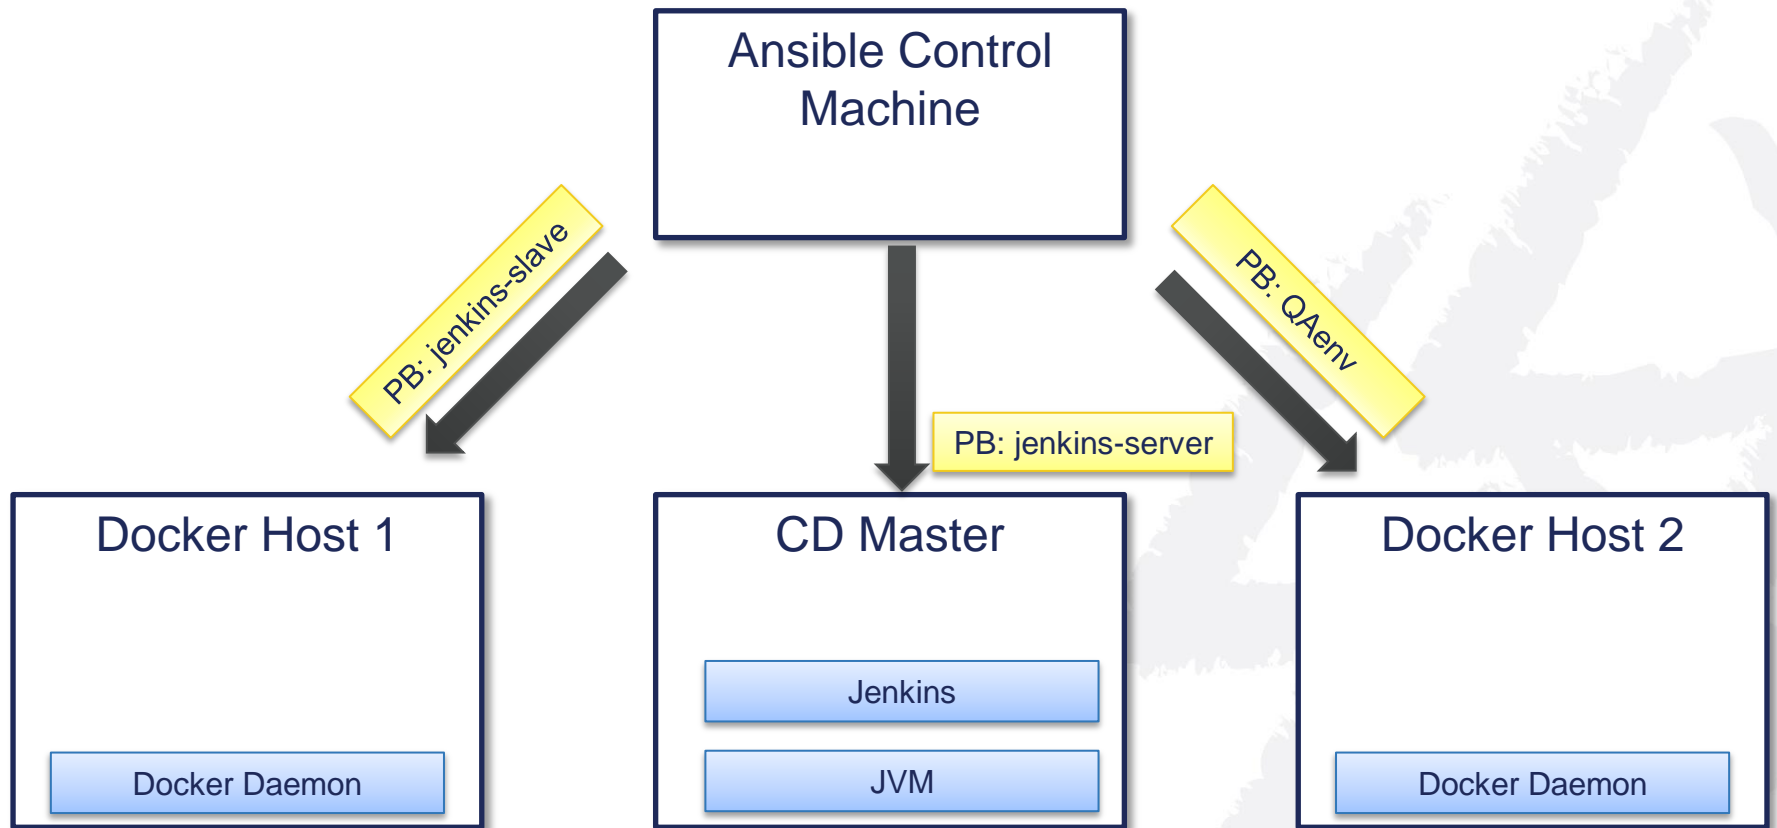 Ansible Control
Machine
PB: jenkins-slave
PB: QAenv
PB: jenkins-server
Docker Host 1
CD Master
Docker Host 2
Jenkins
Docker Daemon
JVM
Docker Daemon